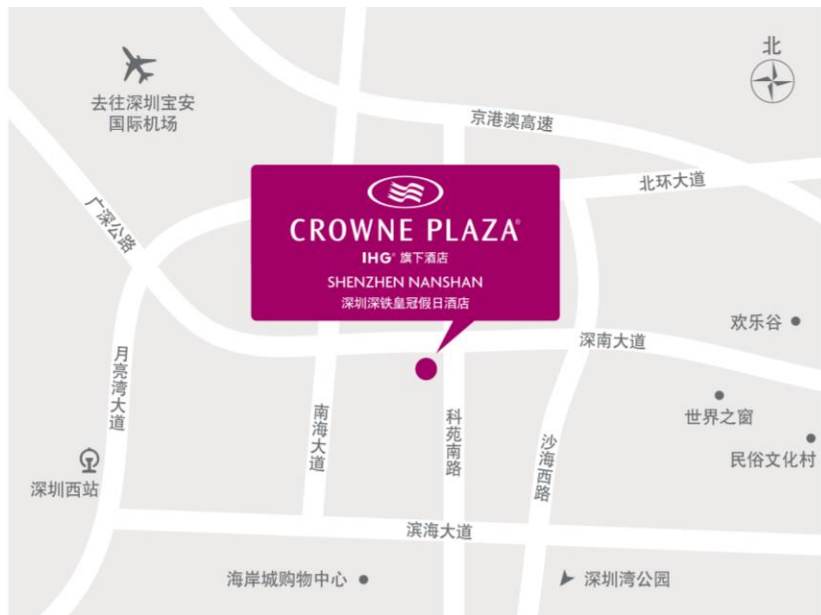 北
去往深圳宝安
国际机场
京港澳高速
北环大道
广深公路
CROWNE PLAZA®
IHG® 旗下酒店
SHENZHEN NANSHAN
深圳深铁皇冠假日酒店
欢乐谷
深南大道
月亮湾大道
南海大道
科苑南路
沙海西路
世界之窗
民俗文化村
深圳西站
滨海大道
海岸城购物中心
深圳湾公园